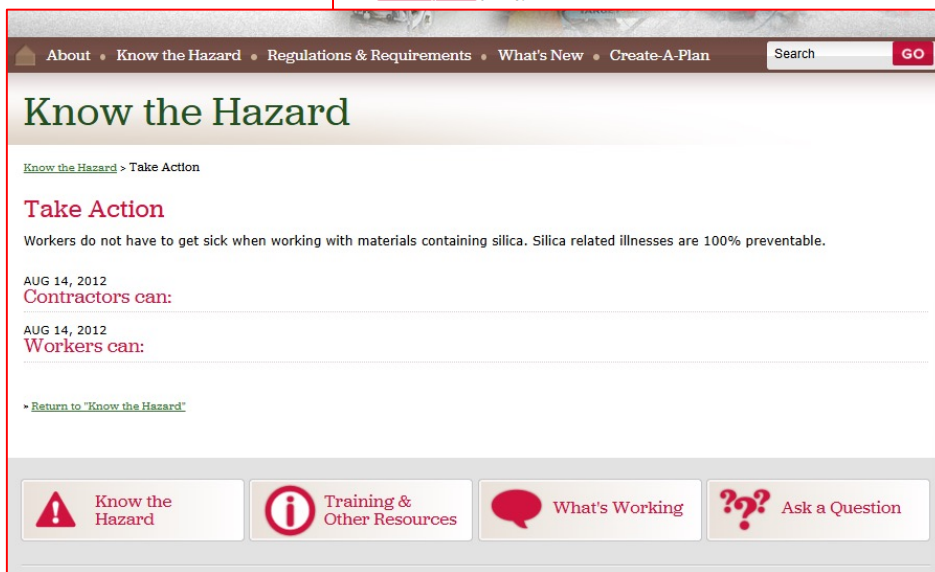 About • Know the Hazard • Regulations & Requirements • What's New • Create-A-Plan Search GO
Know the Hazard
Know the Hazard > Take Action
Take Action
Workers do not have to get sick when working with materials containing silica. Silica related illnesses are 100% preventable.
AUG 14, 2012
Contractors can:
AUG 14, 2012
Workers can:
» Return to "Know the Hazard"
Know the
Hazard
Training &
Other Resources
What's Working
??? Ask a Question